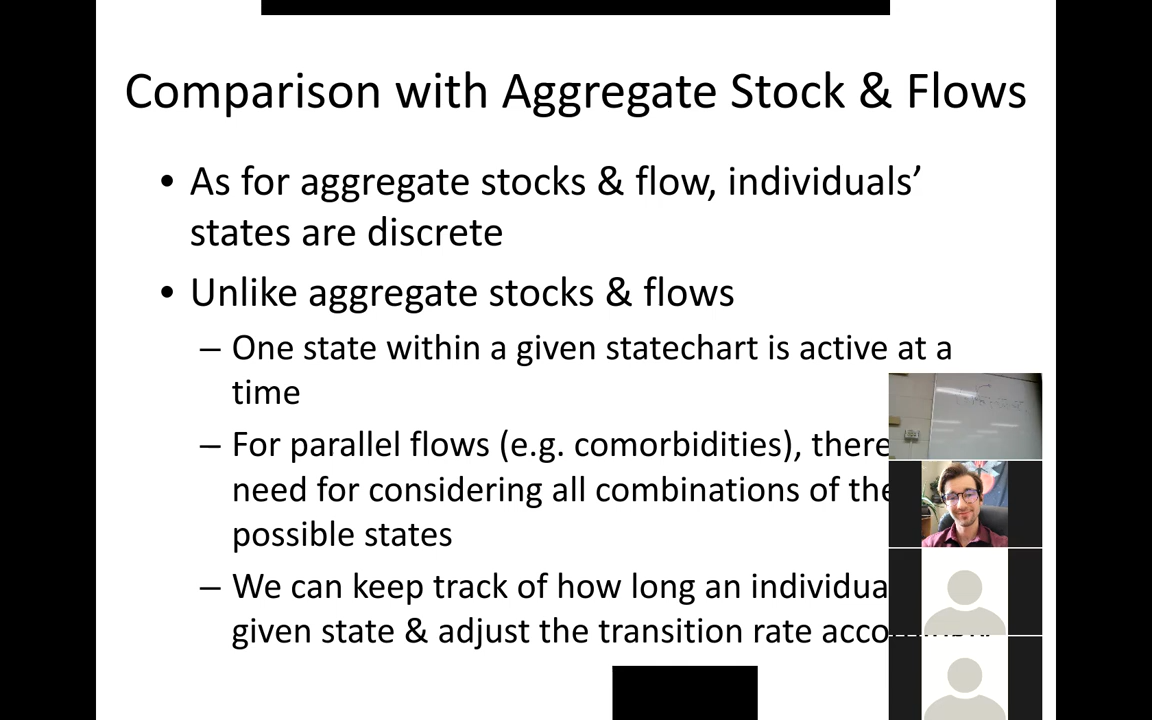 Comparison with Aggregate Stock & Flows
• As for aggregate stocks & flow, individuals’
states are discrete
• Unlike aggregate stocks & flows
– One state within a given statechart is active at a
time
– For parallel flows (e.g. comorbidities), there
need for considering all combinations of the
possible states
– We can keep track of how long an
given state & adjust the transition rate